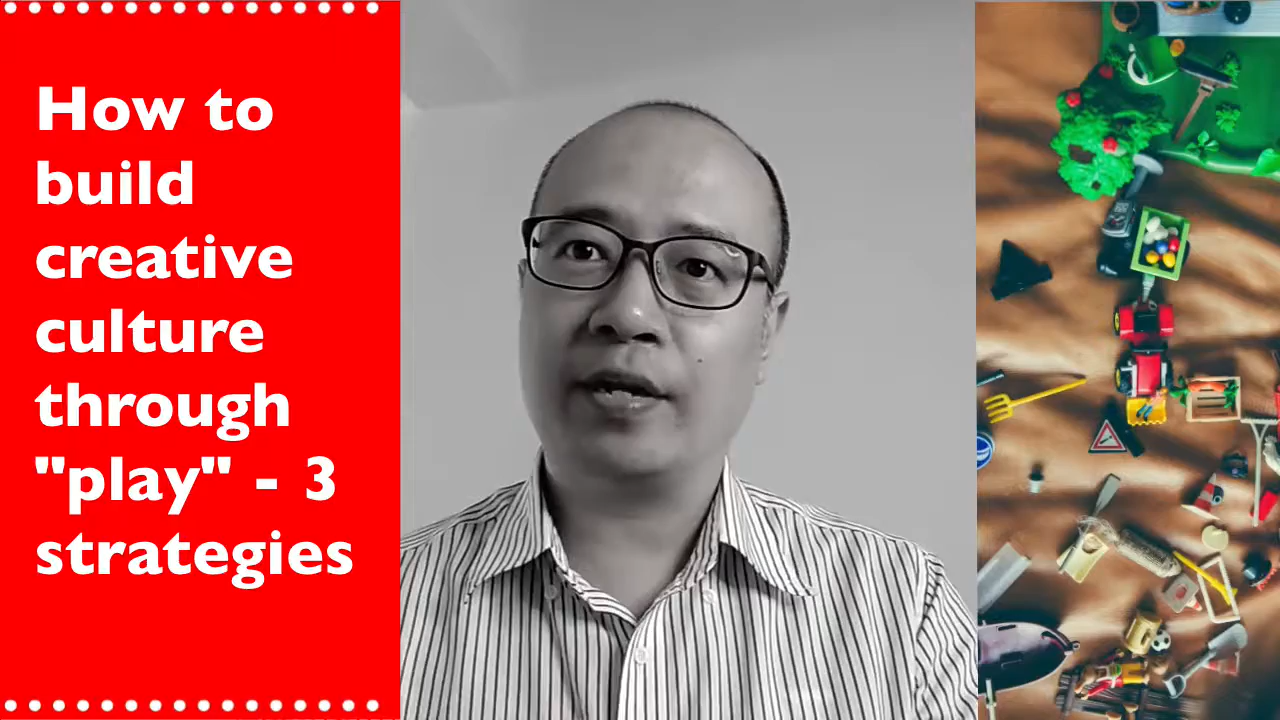 How to
build
creative
culture
through
"play" - 3
strategies